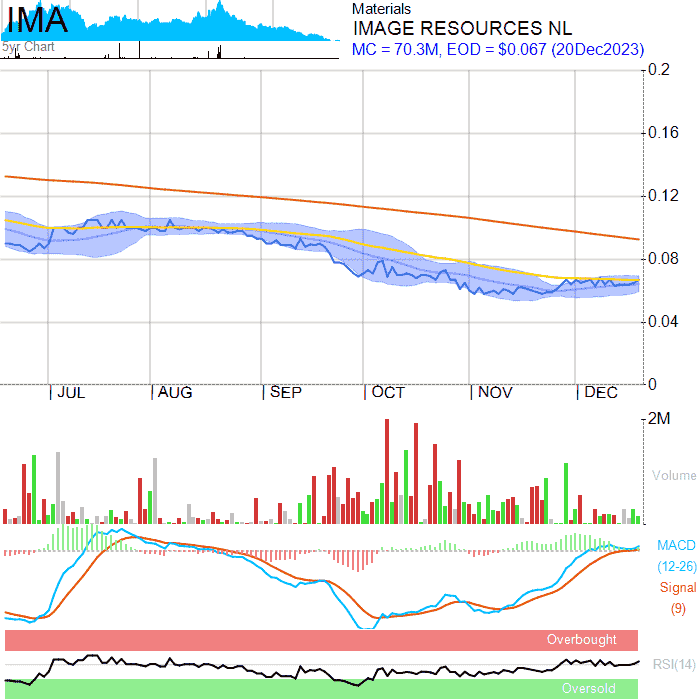 IMA
5yr Chart
Materials
IMAGE RESOURCES NL
MC = 70.3M, EOD = $0.067 (20Dec2023)
0.2
0.16
0.12
0.08
0.04
0
JUL AUG SEP OCT NOV DEC
2M
Volume
MACD
(12-26)
Signal
(9)
Overbought
RSI(14)
Oversold